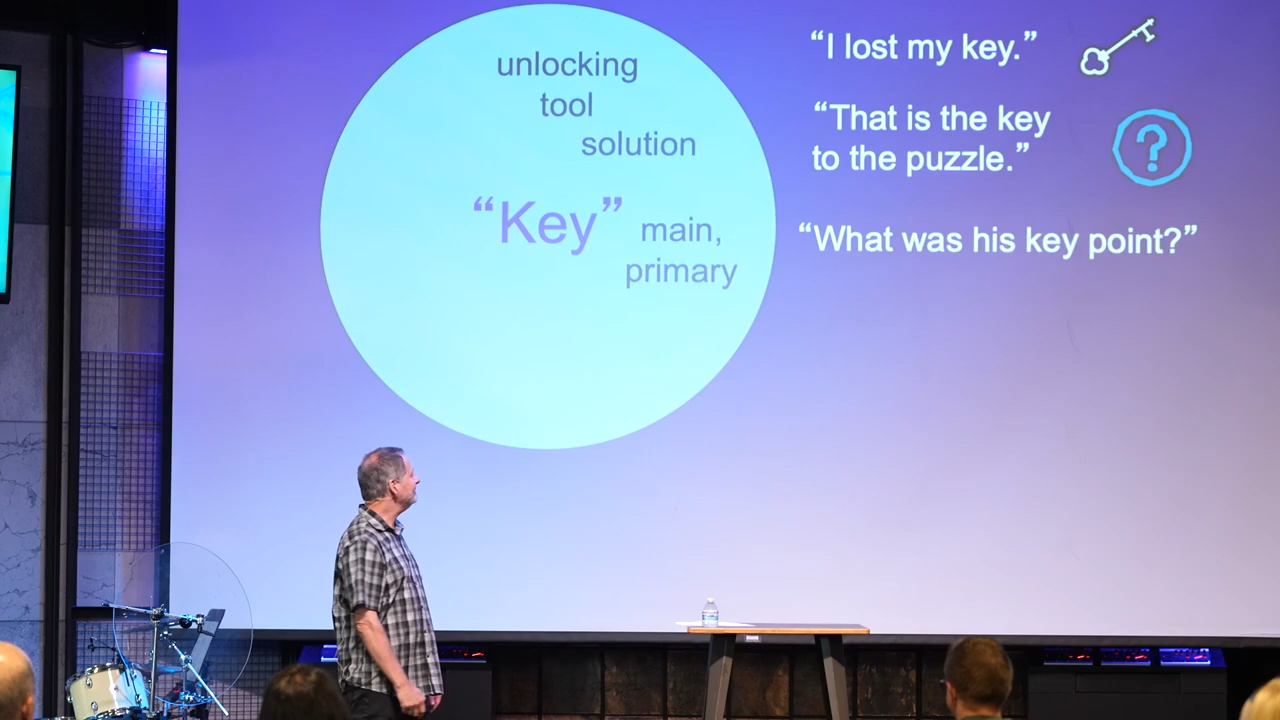 unlocking
tool
solution
“Key”
main,
primary
“I lost my key.”
“That is the key
to the puzzle.”
?
“What was his key point?”